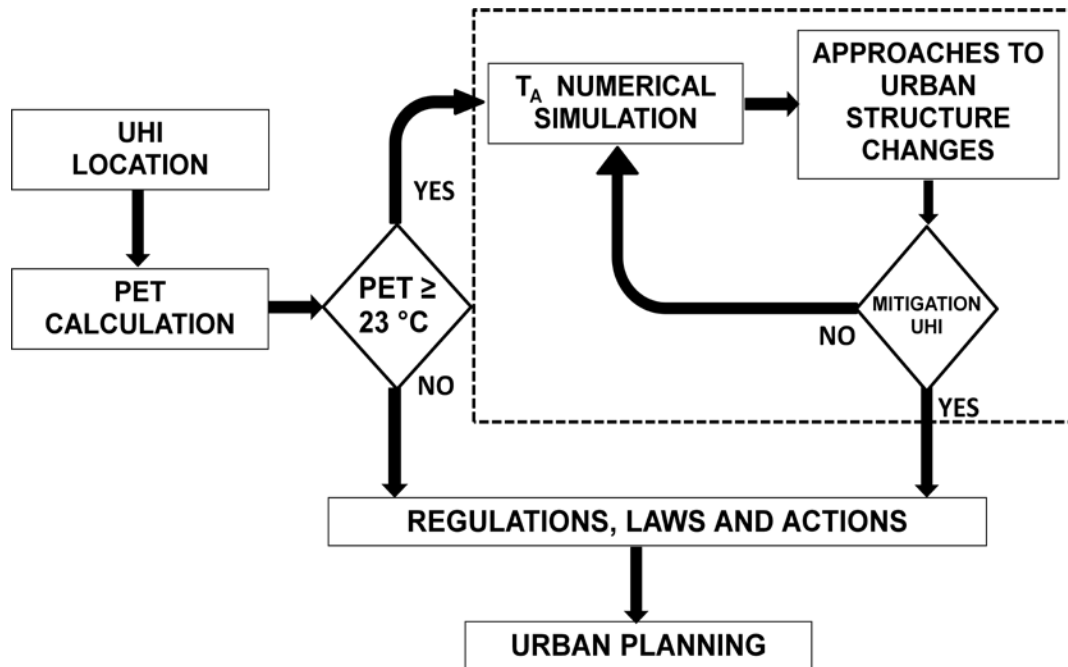 UHI
LOCATION
PET
CALCULATION
PET ≥
23 °C
YES
NO
T_A NUMERICAL
SIMULATION
APPROACHES TO
URBAN
STRUCTURE
CHANGES
MITIGATION
UHI
NO
YES
REGULATIONS, LAWS AND ACTIONS
URBAN PLANNING